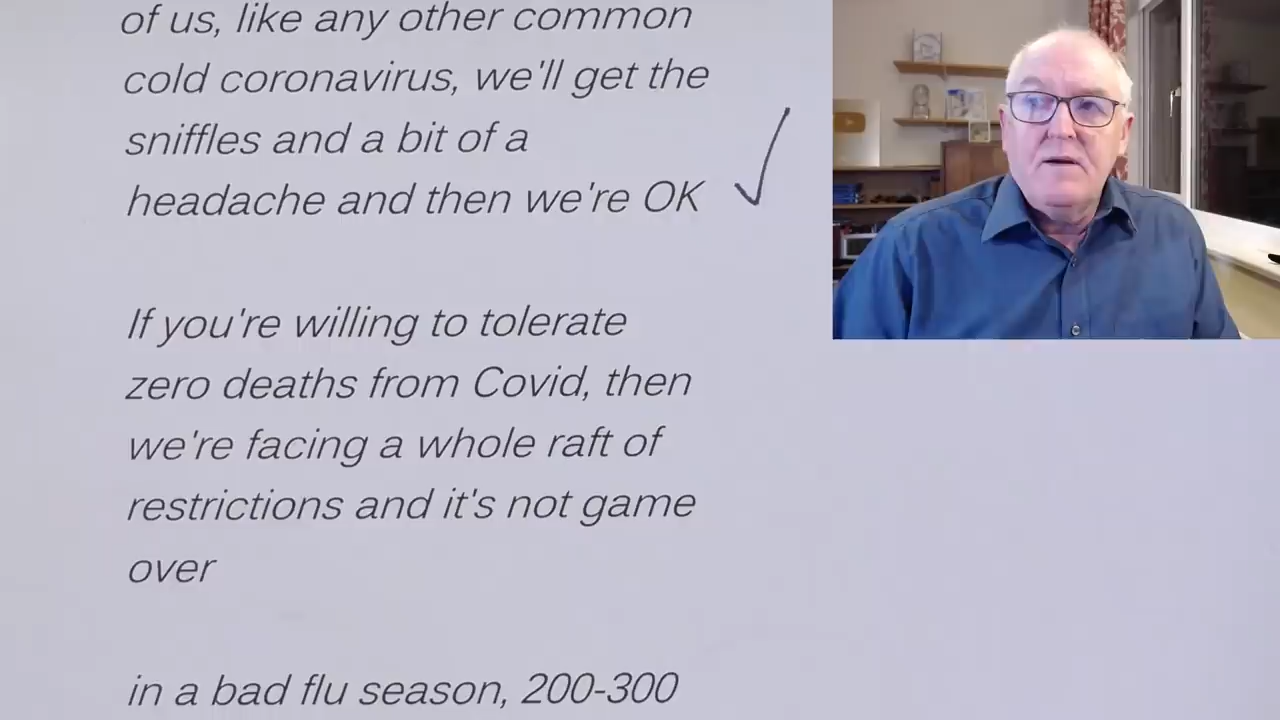 of us, like any other common
cold coronavirus, we'll get the
sniffles and a bit of a
headache and then we're OK
If you're willing to tolerate
zero deaths from Covid, then
we're facing a whole raft of
restrictions and it's not game
over
in a bad flu season, 200-300